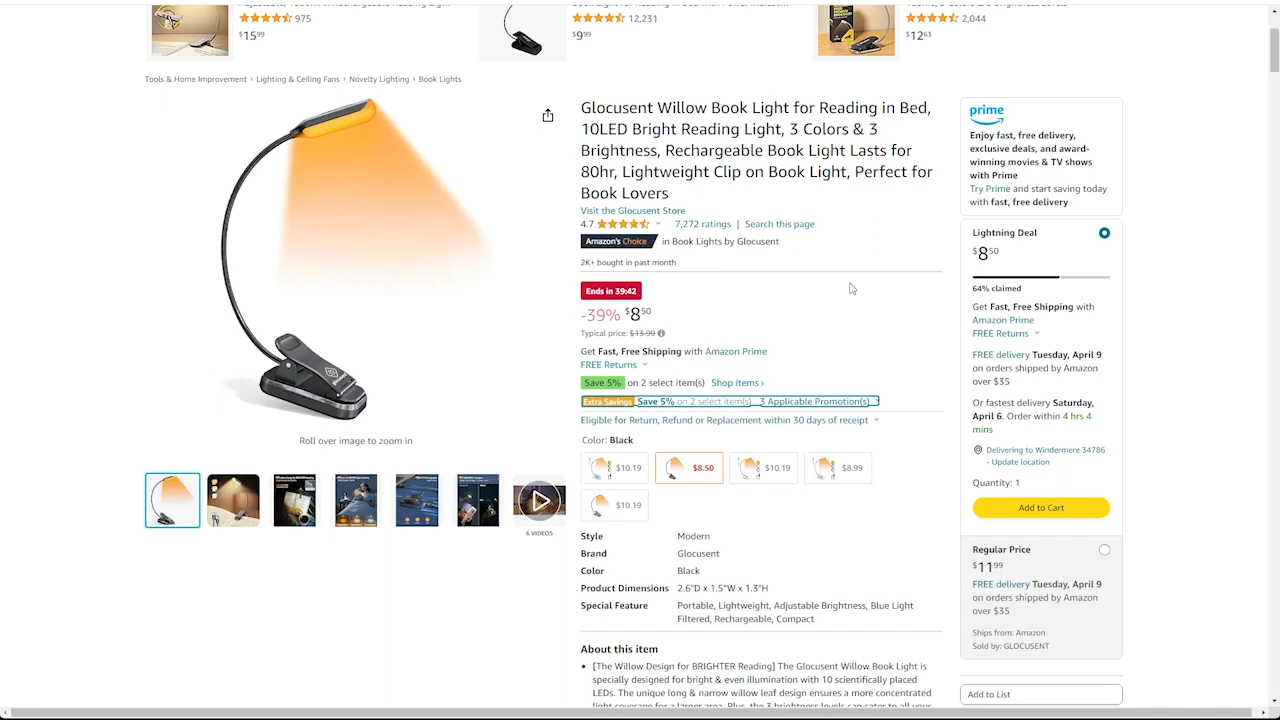 975
$15 99
12,231
$9 99
2,044
$12 63
Tools & Home Improvement › Lighting & Ceiling Fans › Novelty Lighting › Book Lights
Glocusent Willow Book Light for Reading in Bed,
10LED Bright Reading Light, 3 Colors & 3
Brightness, Rechargeable Book Light Lasts for
80hr, Lightweight Clip on Book Light, Perfect for
Book Lovers
Visit the Glocusent Store
4.7 7,272 ratings | Search this page
Amazon's Choice in Book Lights by Glocusent
2K+ bought in past month
Ends in 39:42
-39% $8 50
Typical price: $13.99
Get Fast, Free Shipping with Amazon Prime
FREE Returns
Save 5% on 2 select item(s) Shop items ›
Extra Savings Save 5% on 2 select item(s) 3 Applicable Promotion(s)
Eligible for Return, Refund or Replacement within 30 days of receipt
Color: Black
$10.19 $8.50 $10.19 $8.99
$10.19
Roll over image to zoom in
6 VIDEOS
Style Modern
Brand Glocusent
Color Black
Product Dimensions 2.6"D x 1.5"W x 1.3"H
Special Feature Portable, Lightweight, Adjustable Brightness, Blue Light
Filtered, Rechargeable, Compact
About this item
• [The Willow Design for BRIGHTER Reading] The Glocusent Willow Book Light is
specially designed for bright & even illumination with 10 scientifically placed
LEDs. The unique long & narrow willow leaf design ensures a more concentrated
light coverage for a larger area. Plus, the 3 brightness levels can cater to all your
prime
Enjoy fast, free delivery,
exclusive deals, and award-
winning movies & TV shows
with Prime
Try Prime and start saving today
with fast, free delivery
Lightning Deal
$8 50
64% claimed
Get Fast, Free Shipping with
Amazon Prime
FREE Returns
FREE delivery Tuesday, April 9
on orders shipped by Amazon
over $35
Or fastest delivery Saturday,
April 6. Order within 4 hrs 4
mins
Delivering to Windermere 34786
- Update location
Quantity: 1
Add to Cart
Regular Price
$11 99
FREE delivery Tuesday, April 9
on orders shipped by Amazon
over $35
Ships from: Amazon
Sold by: GLOCUSENT
Add to List